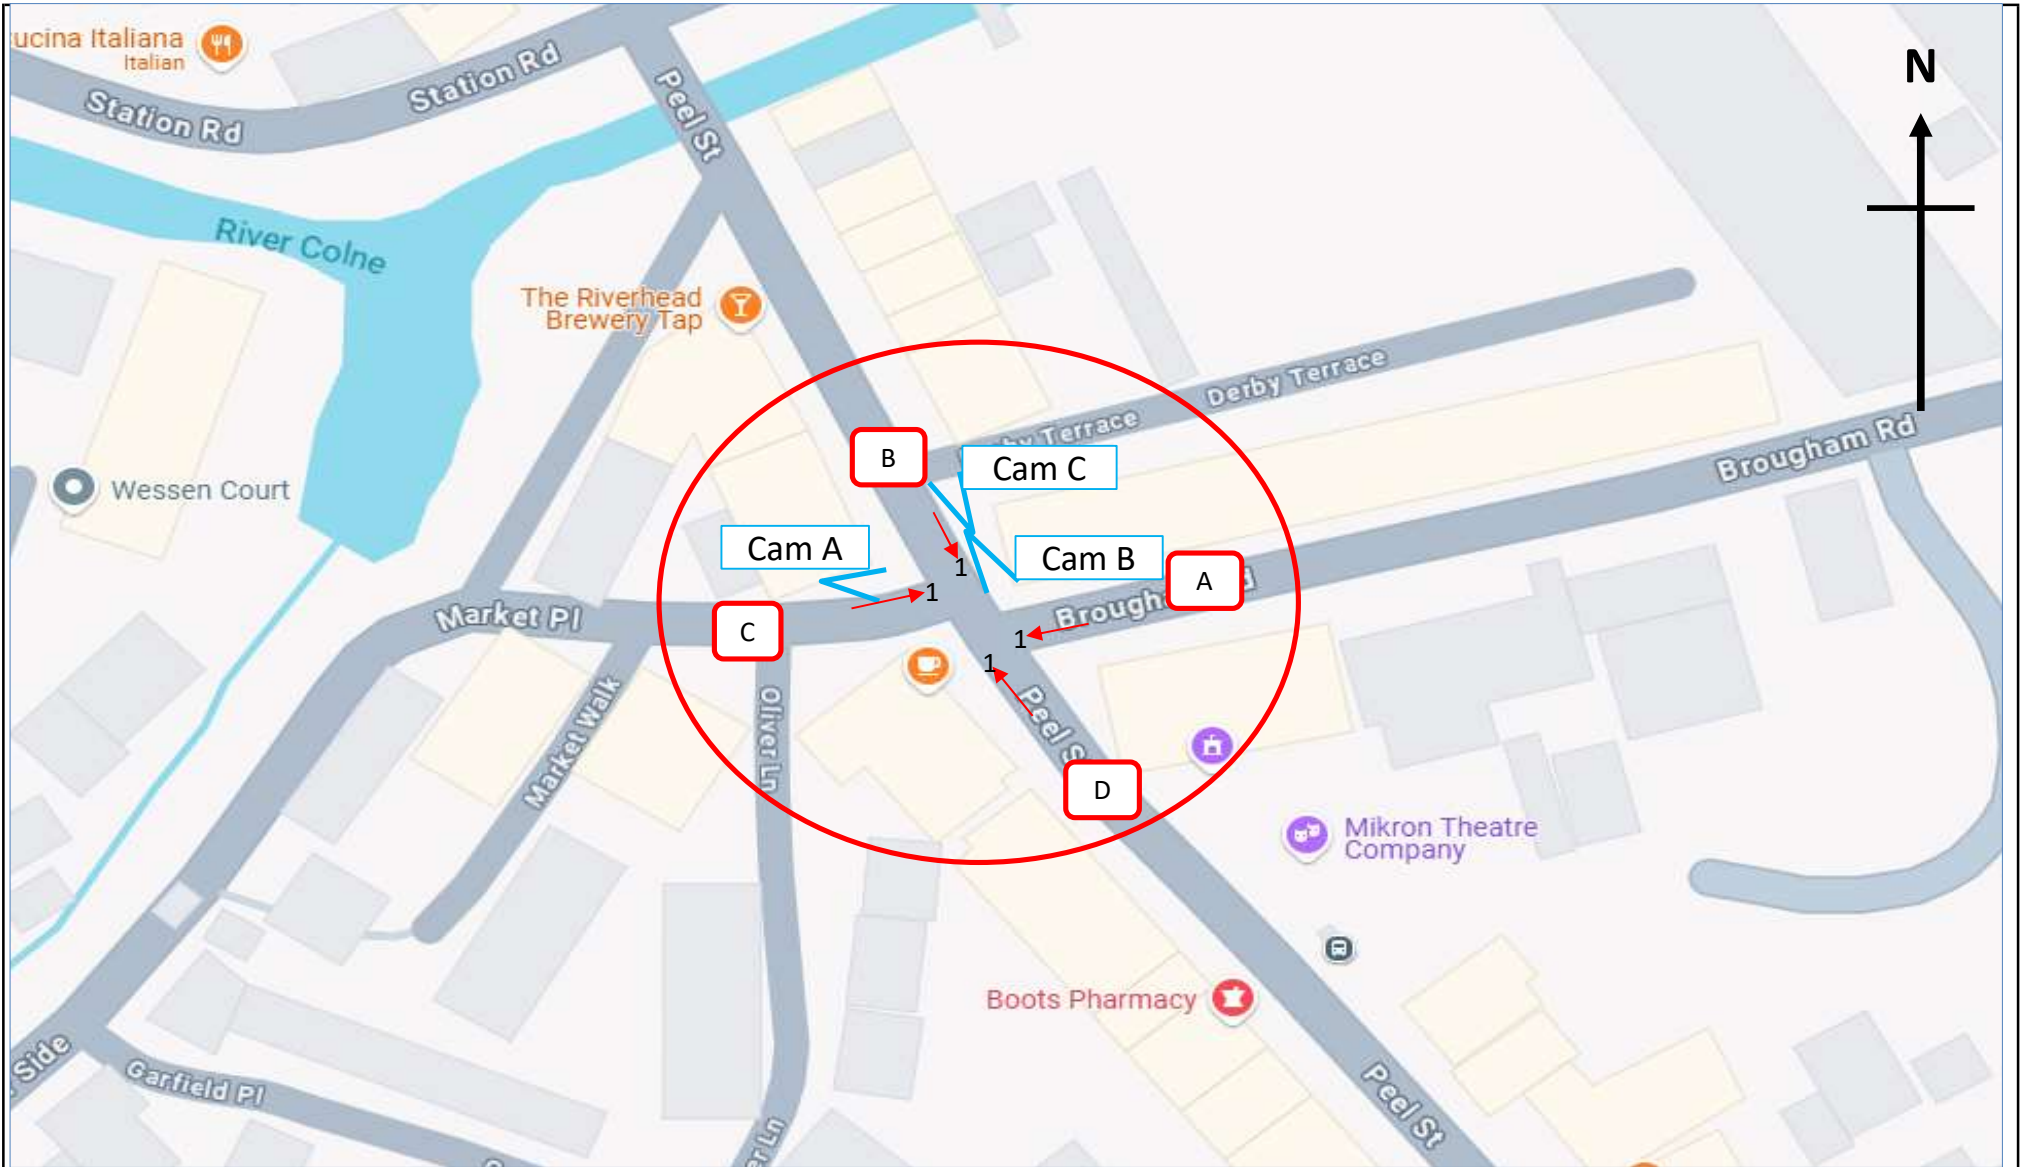 ucina Italiana
Italian
Station Rd
Station Rd
Peel St
N
River Colne
The Riverhead
Brewery Tap
Derby Terrace
Terrace
Brougham Rd
Wessen Court
B
Cam C
Cam A
Cam B
A
1
1
Brough
Market Pl
C
1
1
Oliver Ln
Market Walk
Peel S
D
Mikron Theatre
Company
Boots Pharmacy
Side
Garfield Pl
Peel St
er Ln